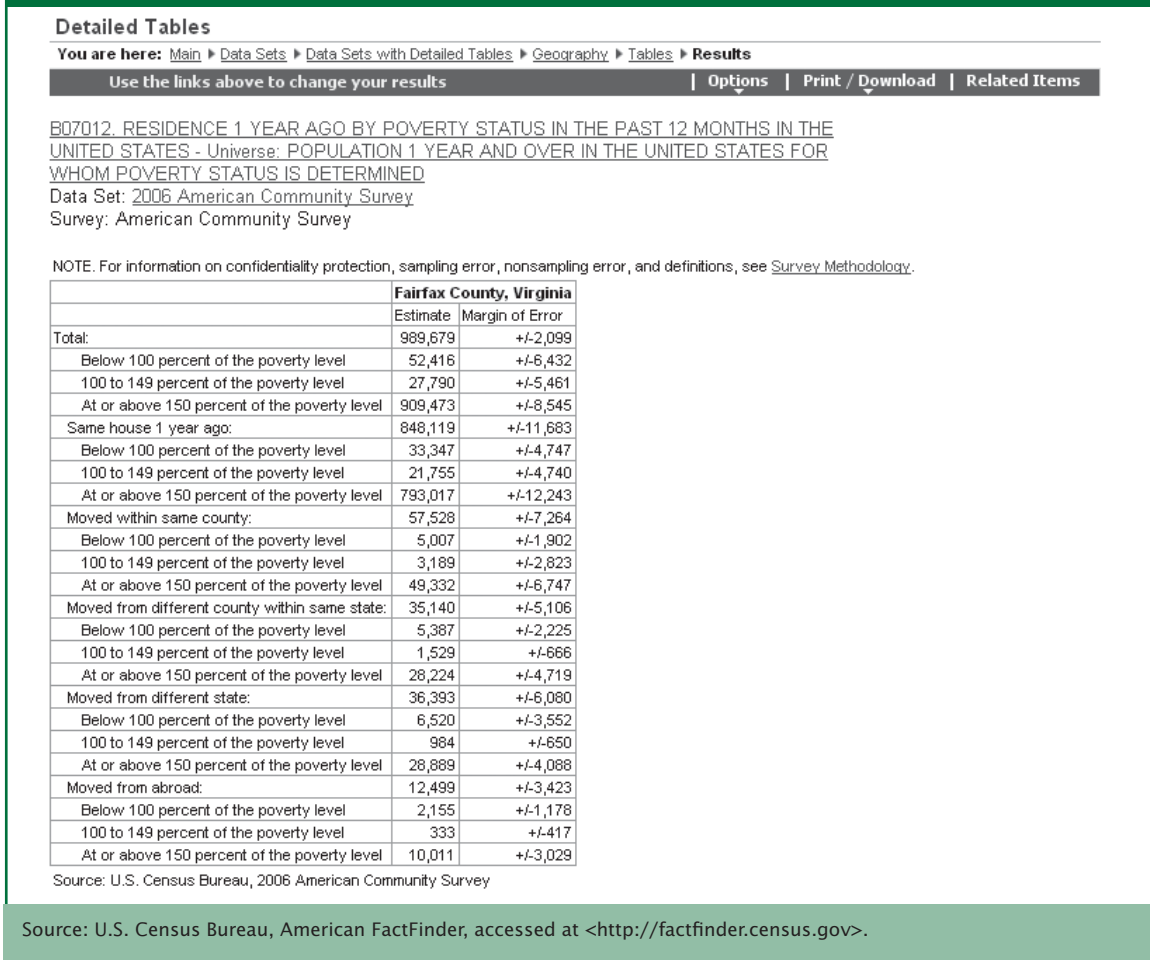 Detailed Tables
You are here: Main ▶ Data Sets ▶ Data Sets with Detailed Tables ▶ Geography ▶ Tables ▶ Results
Use the links above to change your results | Options | Print / Download | Related Items
B07012. RESIDENCE 1 YEAR AGO BY POVERTY STATUS IN THE PAST 12 MONTHS IN THE
UNITED STATES - Universe: POPULATION 1 YEAR AND OVER IN THE UNITED STATES FOR
WHOM POVERTY STATUS IS DETERMINED
Data Set: 2006 American Community Survey
Survey: American Community Survey
NOTE. For information on confidentiality protection, sampling error, nonsampling error, and definitions, see Survey Methodology.
Fairfax County, Virginia
Estimate Margin of Error
Total: 989,679 +/-2,099
Below 100 percent of the poverty level 52,416 +/-6,432
100 to 149 percent of the poverty level 27,790 +/-5,461
At or above 150 percent of the poverty level 909,473 +/-8,545
Same house 1 year ago: 848,119 +/-11,683
Below 100 percent of the poverty level 33,347 +/-4,747
100 to 149 percent of the poverty level 21,755 +/-4,740
At or above 150 percent of the poverty level 793,017 +/-12,243
Moved within same county: 57,528 +/-7,264
Below 100 percent of the poverty level 5,007 +/-1,902
100 to 149 percent of the poverty level 3,189 +/-2,823
At or above 150 percent of the poverty level 49,332 +/-6,747
Moved from different county within same state: 35,140 +/-5,106
Below 100 percent of the poverty level 5,387 +/-2,225
100 to 149 percent of the poverty level 1,529 +/-666
At or above 150 percent of the poverty level 28,224 +/-4,719
Moved from different state: 36,393 +/-6,080
Below 100 percent of the poverty level 6,520 +/-3,552
100 to 149 percent of the poverty level 984 +/-650
At or above 150 percent of the poverty level 28,889 +/-4,088
Moved from abroad: 12,499 +/-3,423
Below 100 percent of the poverty level 2,155 +/-1,178
100 to 149 percent of the poverty level 333 +/-417
At or above 150 percent of the poverty level 10,011 +/-3,029
Source: U.S. Census Bureau, 2006 American Community Survey
Source: U.S. Census Bureau, American FactFinder, accessed at <http://factfinder.census.gov>.